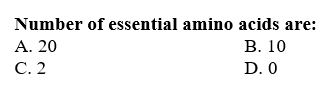 Number of essential amino acids are:
A. 20 B. 10
C. 2 D. 0